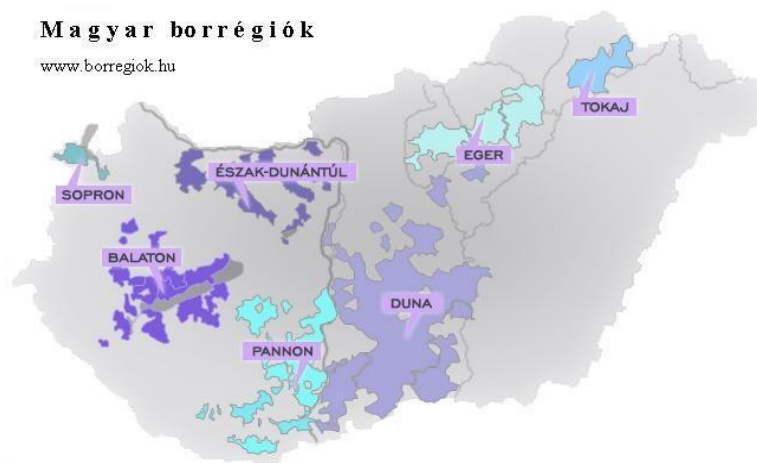 Magyar borrégiók
www.borregiok.hu
TOKAJ
EGER
SOPRON
ÉSZAK-DUNÁNTÚL
BALATON
DUNA
PANNON